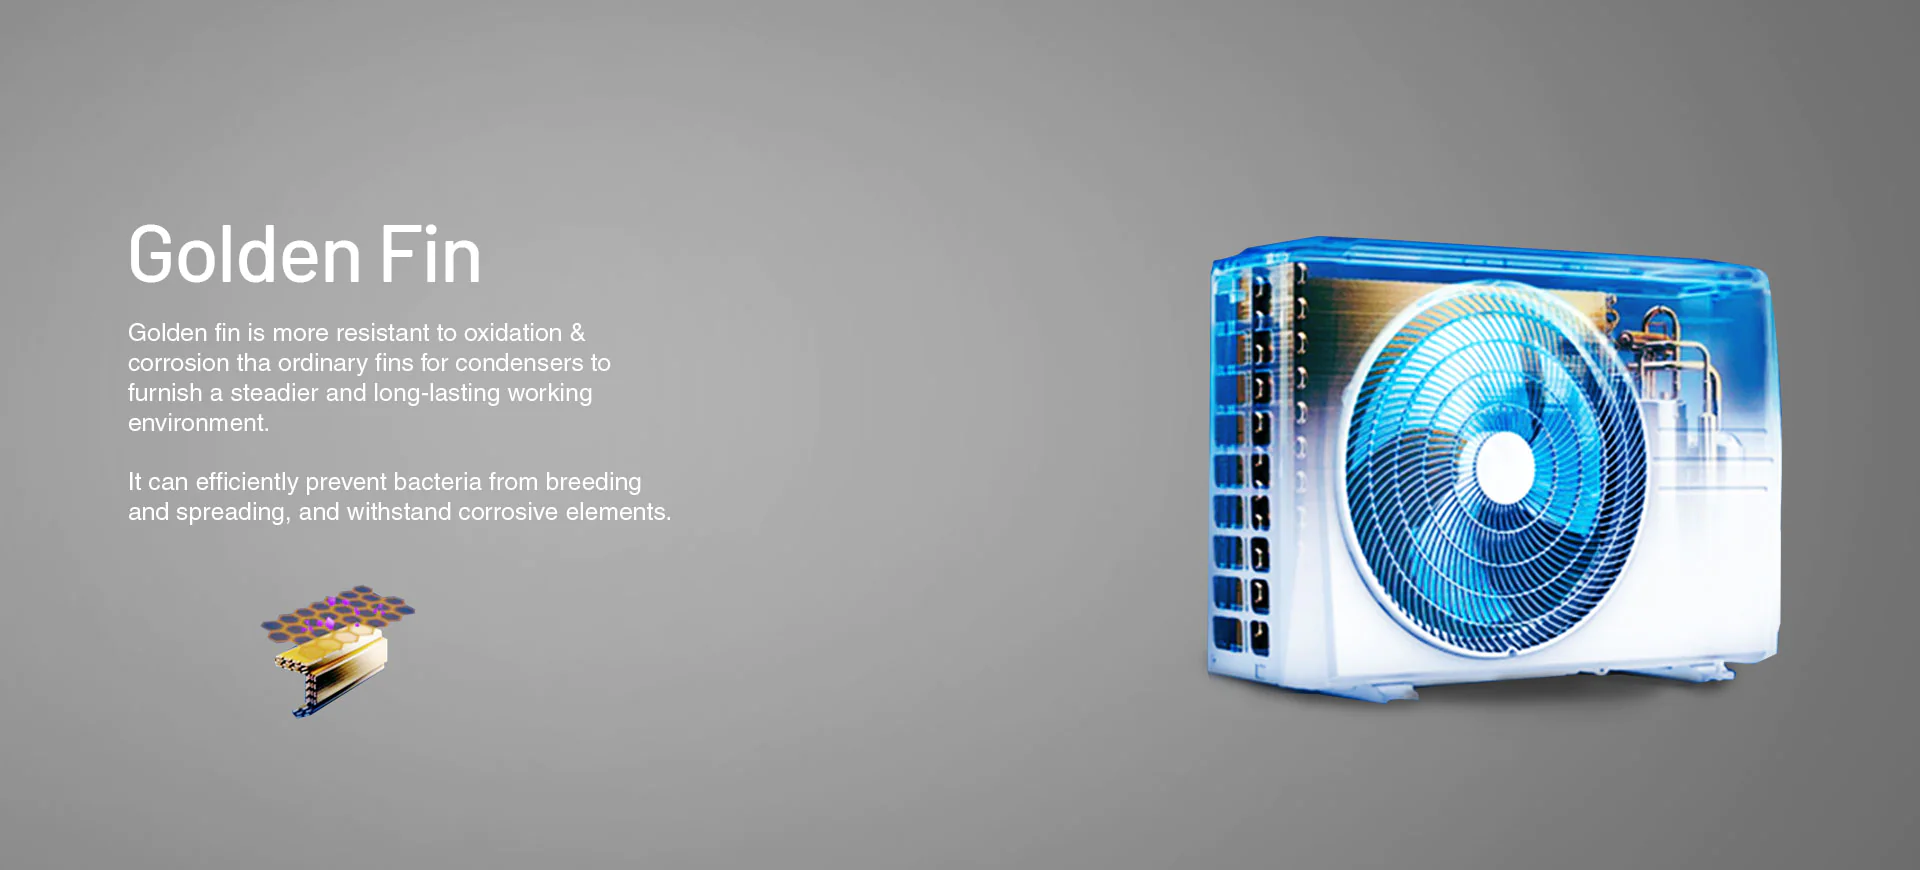 Golden Fin
Golden fin is more resistant to oxidation &
corrosion tha ordinary fins for condensers to
furnish a steadier and long-lasting working
environment.
It can efficiently prevent bacteria from breeding
and spreading, and withstand corrosive elements.